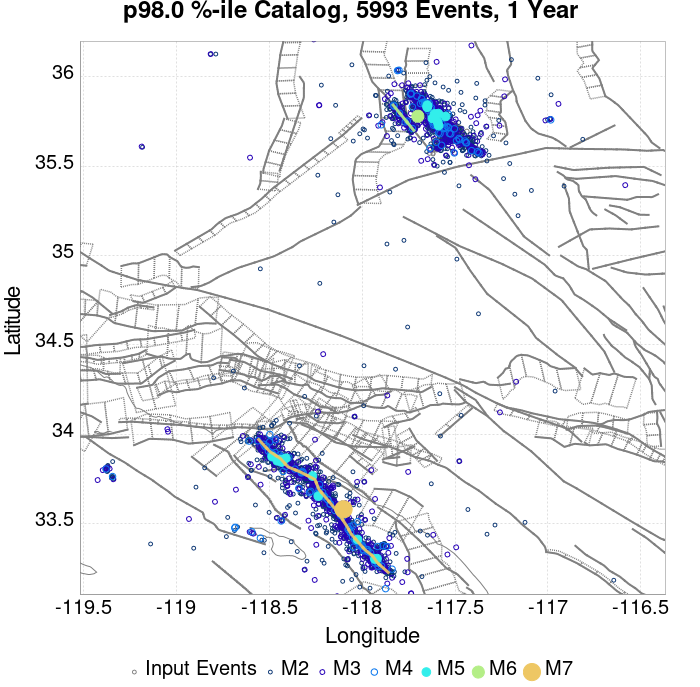 p98.0 %-ile Catalog, 5993 Events, 1 Year
36
35.5
35
34.5
34
33.5
Latitude
-119.5 -119 -118.5 -118 -117.5 -117 -116.5
Longitude
Input Events M2 M3 M4 M5 M6 M7